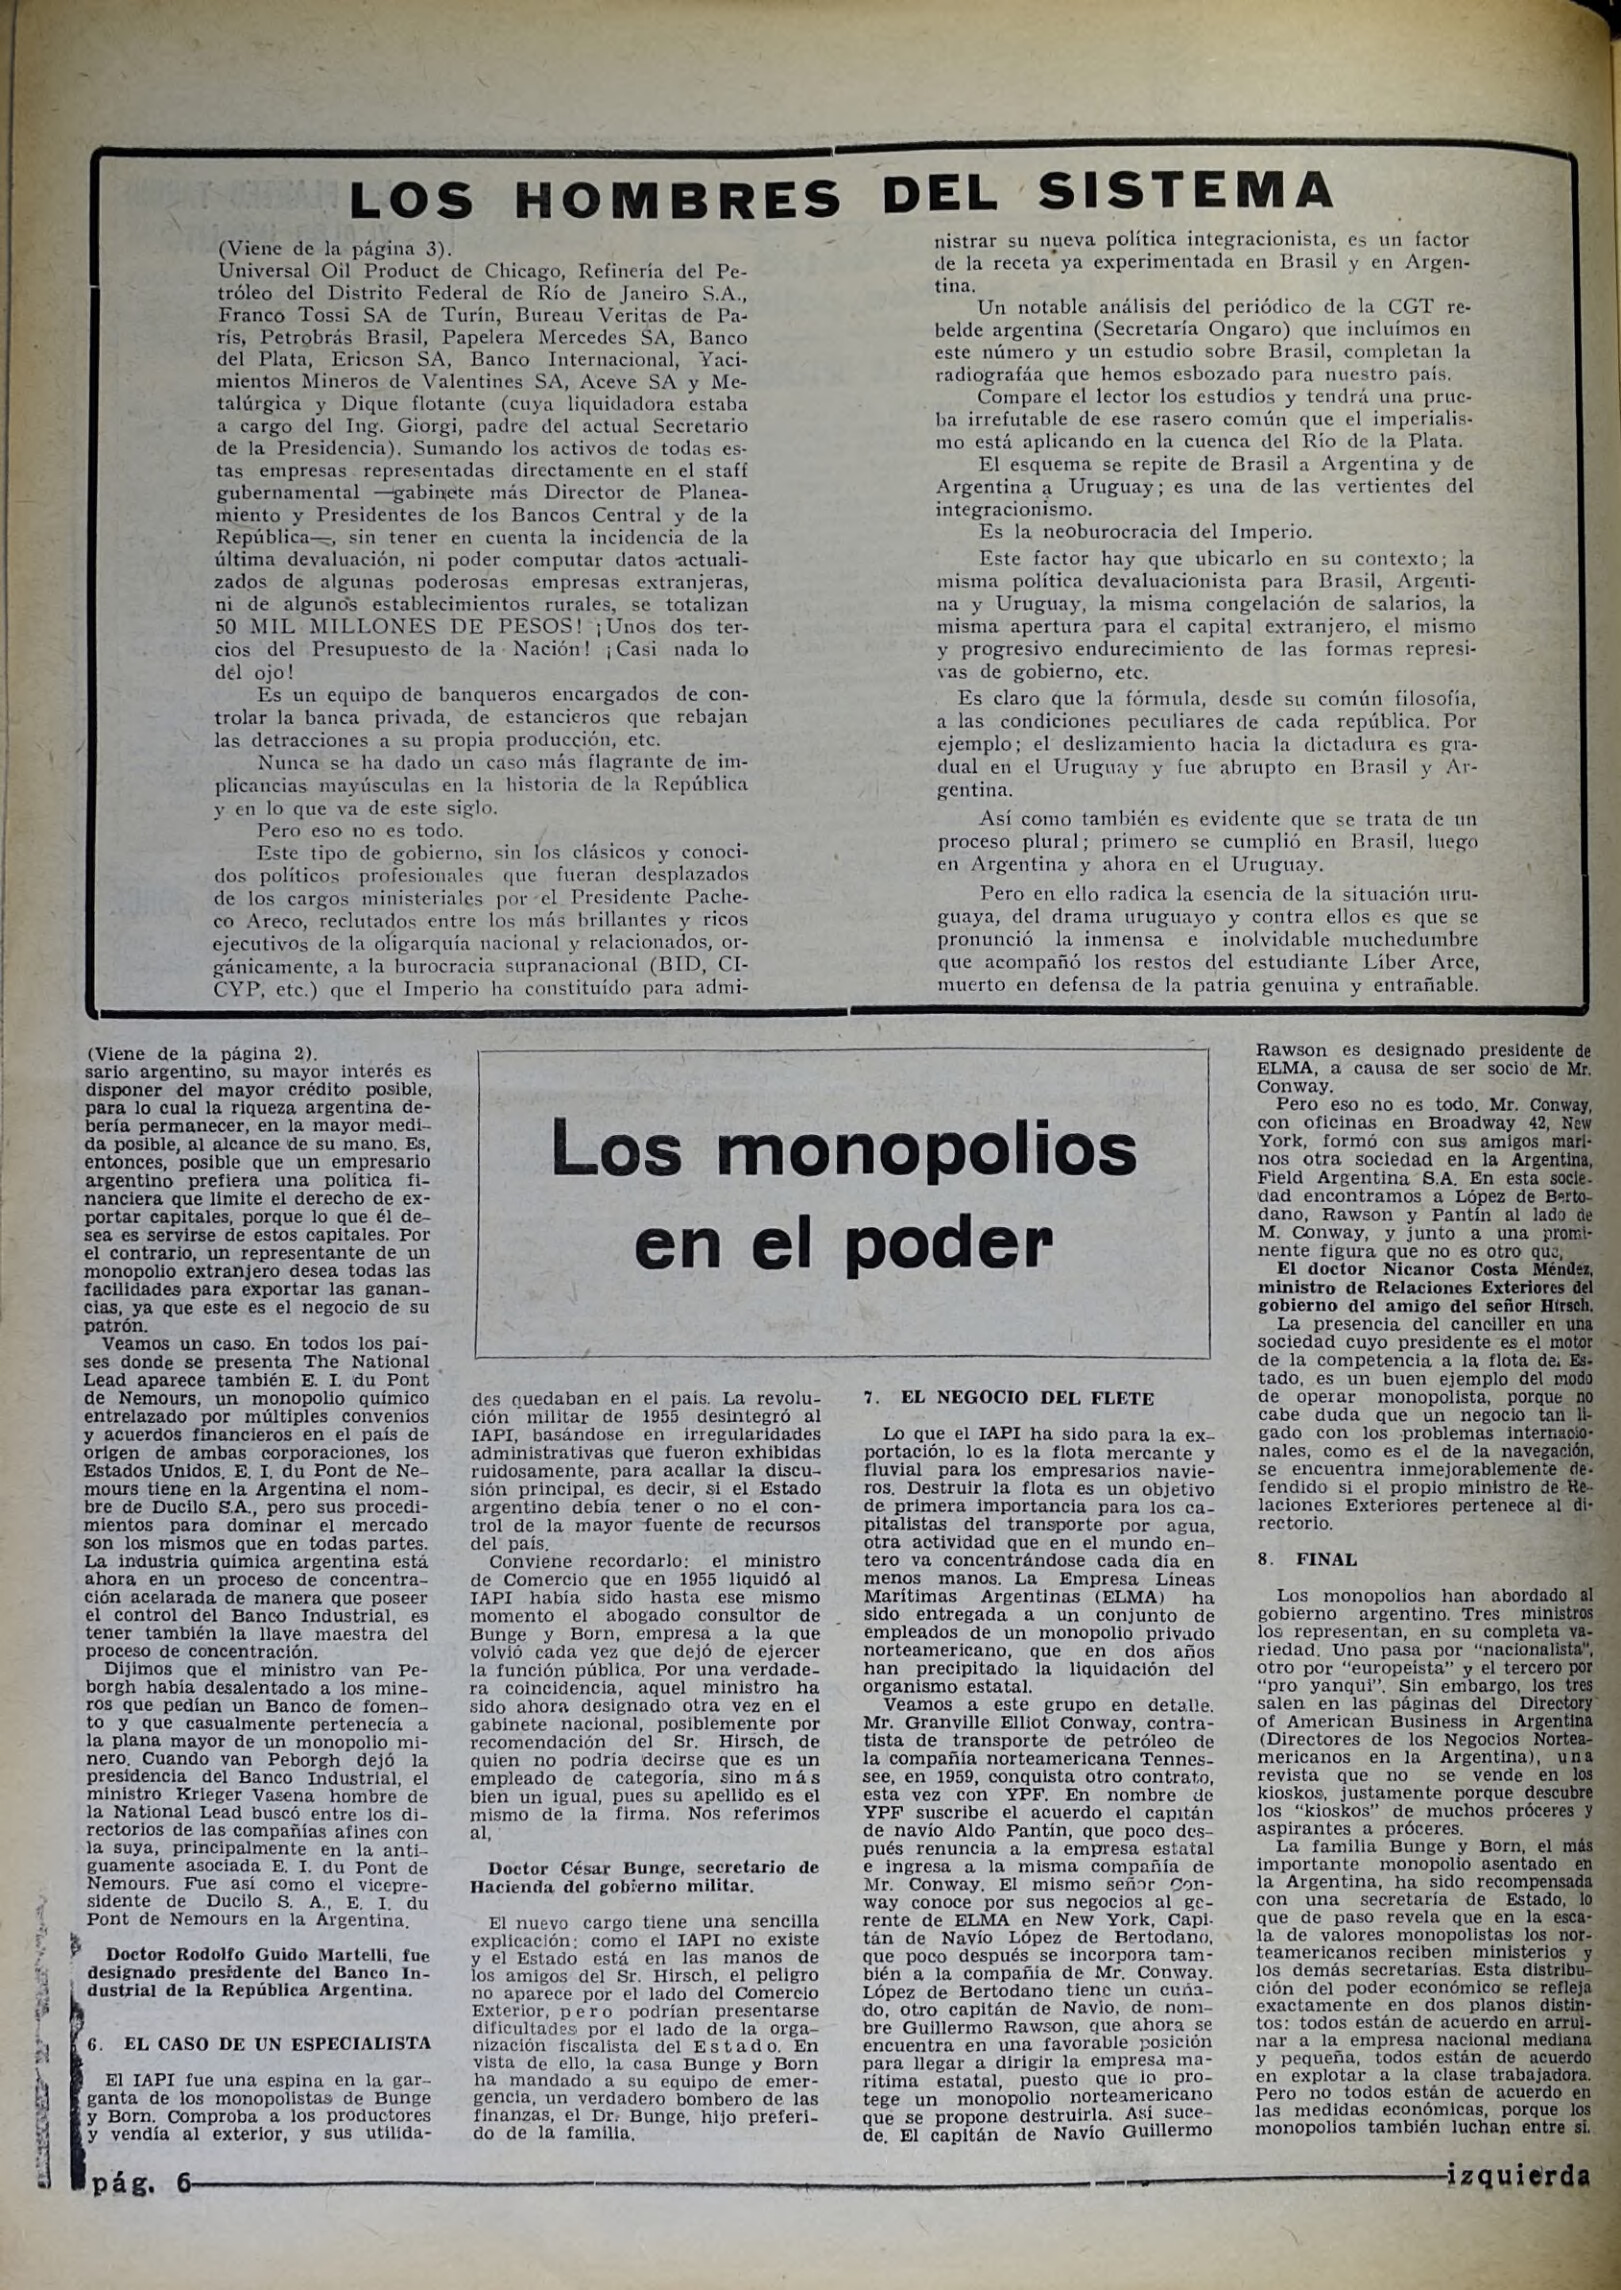 LOS HOMBRES DEL SISTEMA
(Viene de la página 3).
Universal Oil Product de Chicago, Refinería del Pe-
tróleo del Distrito Federal de Río de Janeiro S.A.,
Franco Tossi SA de Turín, Bureau Veritas de Pa-
rís, Petrobrás Brasil, Papelera Mercedes SA, Banco
del Plata, Ericson SA, Banco Internacional, Yaci-
mientos Mineros de Valentines SA, Aceve SA y Me-
talúrgica y Dique flotante (cuya liquidadora estaba
a cargo del Ing. Giorgi, padre del actual Secretario
de la Presidencia). Sumando los activos de todas es-
tas empresas representadas directamente en el staff
gubernamental —gabinete más Director de Planea-
miento y Presidentes de los Bancos Central y de la
República—, sin tener en cuenta la incidencia de la
última devaluación, ni poder computar datos actuali-
zados de algunas poderosas empresas extranjeras,
ni de algunos establecimientos rurales, se totalizan
50 MIL MILLONES DE PESOS! ¡Unos dos ter-
cios del Presupuesto de la Nación! ¡Casi nada lo
del ojo!
Es un equipo de banqueros encargados de con-
trolar la banca privada, de estancieros que rebajan
las detracciones a su propia producción, etc.
Nunca se ha dado un caso más flagrante de im-
plicancias mayúsculas en la historia de la República
y en lo que va de este siglo.
Pero eso no es todo.
Este tipo de gobierno, sin los clásicos y conoci-
dos políticos profesionales que fueran desplazados
de los cargos ministeriales por el Presidente Pache-
co Areco, reclutados entre los más brillantes y ricos
ejecutivos de la oligarquía nacional y relacionados, or-
gánicamente, a la burocracia supranacional (BID, CI-
CYP, etc.) que el Imperio ha constituído para admi-
nistrar su nueva política integracionista, es un factor
de la receta ya experimentada en Brasil y en Argen-
tina.
Un notable análisis del periódico de la CGT re-
belde argentina (Secretaría Ongaro) que incluímos en
este número y un estudio sobre Brasil, completan la
radiografáa que hemos esbozado para nuestro país.
Compare el lector los estudios y tendrá una prue-
ba irrefutable de ese rasero común que el imperialis-
mo está aplicando en la cuenca del Río de la Plata.
El esquema se repite de Brasil a Argentina y de
Argentina a Uruguay; es una de las vertientes del
integracionismo.
Es la neoburocracia del Imperio.
Este factor hay que ubicarlo en su contexto; la
misma política devaluacionista para Brasil, Argenti-
na y Uruguay, la misma congelación de salarios, la
misma apertura para el capital extranjero, el mismo
y progresivo endurecimiento de las formas represi-
vas de gobierno, etc.
Es claro que la fórmula, desde su común filosofía,
a las condiciones peculiares de cada república. Por
ejemplo; el deslizamiento hacia la dictadura es gra-
dual en el Uruguay y fue abrupto en Brasil y Ar-
gentina.
Así como también es evidente que se trata de un
proceso plural; primero se cumplió en Brasil, luego
en Argentina y ahora en el Uruguay.
Pero en ello radica la esencia de la situación uru-
guaya, del drama uruguayo y contra ellos es que se
pronunció la inmensa e inolvidable muchedumbre
que acompañó los restos del estudiante Líber Arce,
muerto en defensa de la patria genuina y entrañable.
Los monopolios
en el poder
(Viene de la página 2).
sario argentino, su mayor interés es
disponer del mayor crédito posible,
para lo cual la riqueza argentina de-
bería permanecer, en la mayor medi-
da posible, al alcance de su mano. Es,
entonces, posible que un empresario
argentino prefiera una política fi-
nanciera que limite el derecho de ex-
portar capitales, porque lo que él de-
sea es servirse de estos capitales. Por
el contrario, un representante de un
monopolio extranjero desea todas las
facilidades para exportar las ganan-
cias, ya que este es el negocio de su
patrón.
Veamos un caso. En todos los paí-
ses donde se presenta The National
Lead aparece también E. I. du Pont
de Nemours, un monopolio químico
entrelazado por múltiples convenios
y acuerdos financieros en el país de
origen de ambas corporaciones, los
Estados Unidos. E. I. du Pont de Ne-
mours tiene en la Argentina el nom-
bre de Ducilo S.A., pero sus procedi-
mientos para dominar el mercado
son los mismos que en todas partes.
La industria química argentina está
ahora en un proceso de concentra-
ción acelarada de manera que poseer
el control del Banco Industrial, es
tener también la llave maestra del
proceso de concentración.
Dijimos que el ministro van Pe-
borgh había desalentado a los mine-
ros que pedían un Banco de fomen-
to y que casualmente pertenecía a
la plana mayor de un monopolio mi-
nero. Cuando van Peborgh dejó la
presidencia del Banco Industrial, el
ministro Krieger Vasena hombre de
la National Lead buscó entre los di-
rectorios de las compañías afines con
la suya, principalmente en la anti-
guamente asociada E. I. du Pont de
Nemours. Fue así como el vicepre-
sidente de Ducilo S. A., E. I. du
Pont de Nemours en la Argentina.
Doctor Rodolfo Guido Martelli, fue
designado presidente del Banco In-
dustrial de la República Argentina.
6. EL CASO DE UN ESPECIALISTA
El IAPI fue una espina en la gar-
ganta de los monopolistas de Bunge
y Born. Comproba a los productores
y vendía al exterior, y sus utilida-
des quedaban en el país. La revolu-
ción militar de 1955 desintegró al
IAPI, basándose en irregularidades
administrativas que fueron exhibidas
ruidosamente, para acallar la discu-
sión principal, es decir, si el Estado
argentino debía tener o no el con-
trol de la mayor fuente de recursos
del país.
Conviene recordarlo: el ministro
de Comercio que en 1955 liquidó al
IAPI había sido hasta ese mismo
momento el abogado consultor de
Bunge y Born, empresa a la que
volvió cada vez que dejó de ejercer
la función pública. Por una verdade-
ra coincidencia, aquel ministro ha
sido ahora designado otra vez en el
gabinete nacional, posiblemente por
recomendación del Sr. Hirsch, de
quien no podría decirse que es un
empleado de categoría, sino más
bien un igual, pues su apellido es el
mismo de la firma. Nos referimos
al,
Doctor César Bunge, secretario de
Hacienda del gobierno militar.
El nuevo cargo tiene una sencilla
explicación: como el IAPI no existe
y el Estado está en las manos de
los amigos del Sr. Hirsch, el peligro
no aparece por el lado del Comercio
Exterior, pero podrían presentarse
dificultades por el lado de la orga-
nización fiscalista del Estado. En
vista de ello, la casa Bunge y Born
ha mandado a su equipo de emer-
gencia, un verdadero bombero de las
finanzas, el Dr. Bunge, hijo preferi-
do de la familia.
7. EL NEGOCIO DEL FLETE
Lo que el IAPI ha sido para la ex-
portación, lo es la flota mercante y
fluvial para los empresarios navie-
ros. Destruir la flota es un objetivo
de primera importancia para los ca-
pitalistas del transporte por agua,
otra actividad que en el mundo en-
tero va concentrándose cada día en
menos manos. La Empresa Líneas
Marítimas Argentinas (ELMA) ha
sido entregada a un conjunto de
empleados de un monopolio privado
norteamericano, que en dos años
han precipitado la liquidación del
organismo estatal.
Veamos a este grupo en detalle.
Mr. Granville Elliot Conway, contra-
tista de transporte de petróleo de
la compañía norteamericana Tennes-
see, en 1959, conquista otro contrato,
esta vez con YPF. En nombre de
YPF suscribe el acuerdo el capitán
de navío Aldo Pantín, que poco des-
pués renuncia a la empresa estatal
e ingresa a la misma compañía de
Mr. Conway. El mismo señor Con-
way conoce por sus negocios al ge-
rente de ELMA en New York, Capi-
tán de Navío López de Bertodano,
que poco después se incorpora tam-
bién a la compañía de Mr. Conway.
López de Bertodano tiene un cuña-
do, otro capitán de Navío, de nom-
bre Guillermo Rawson, que ahora se
encuentra en una favorable posición
para llegar a dirigir la empresa ma-
rítima estatal, puesto que lo pro-
tege un monopolio norteamericano
que se propone destruirla. Así suce-
de. El capitán de Navío Guillermo
Rawson es designado presidente de
ELMA, a causa de ser socio de Mr.
Conway.
Pero eso no es todo. Mr. Conway,
con oficinas en Broadway 42, New
York, formó con sus amigos mari-
nos otra sociedad en la Argentina,
Field Argentina S.A. En esta socie-
dad encontramos a López de Berto-
dano, Rawson y Pantín al lado de
M. Conway, y junto a una promi-
nente figura que no es otro que,
El doctor Nicanor Costa Méndez,
ministro de Relaciones Exteriores del
gobierno del amigo del señor Hirsch.
La presencia del canciller en una
sociedad cuyo presidente es el motor
de la competencia a la flota del Es-
tado, es un buen ejemplo del modo
de operar monopolista, porque no
cabe duda que un negocio tan li-
gado con los problemas internacio-
nales, como es el de la navegación,
se encuentra inmejorablemente de-
fendido si el propio ministro de Re-
laciones Exteriores pertenece al di-
rectorio.
8. FINAL
Los monopolios han abordado al
gobierno argentino. Tres ministros
los representan, en su completa va-
riedad. Uno pasa por "nacionalista",
otro por "europeísta" y el tercero por
"pro yanqui". Sin embargo, los tres
salen en las páginas del Directory
of American Business in Argentina
(Directores de los Negocios Nortea-
mericanos en la Argentina), una
revista que no se vende en los
kioskos, justamente porque descubre
los "kioskos" de muchos próceres y
aspirantes a próceres.
La familia Bunge y Born, el más
importante monopolio asentado en
la Argentina, ha sido recompensada
con una secretaría de Estado, lo
que de paso revela que en la esca-
la de valores monopolistas los nor-
teamericanos reciben ministerios y
los demás secretarías. Esta distribu-
ción del poder económico se refleja
exactamente en dos planos distin-
tos: todos están de acuerdo en arrui-
nar a la empresa nacional mediana
y pequeña, todos están de acuerdo
en explotar a la clase trabajadora.
Pero no todos están de acuerdo en
las medidas económicas, porque los
monopolios también luchan entre sí.
pág. 6
izquierda